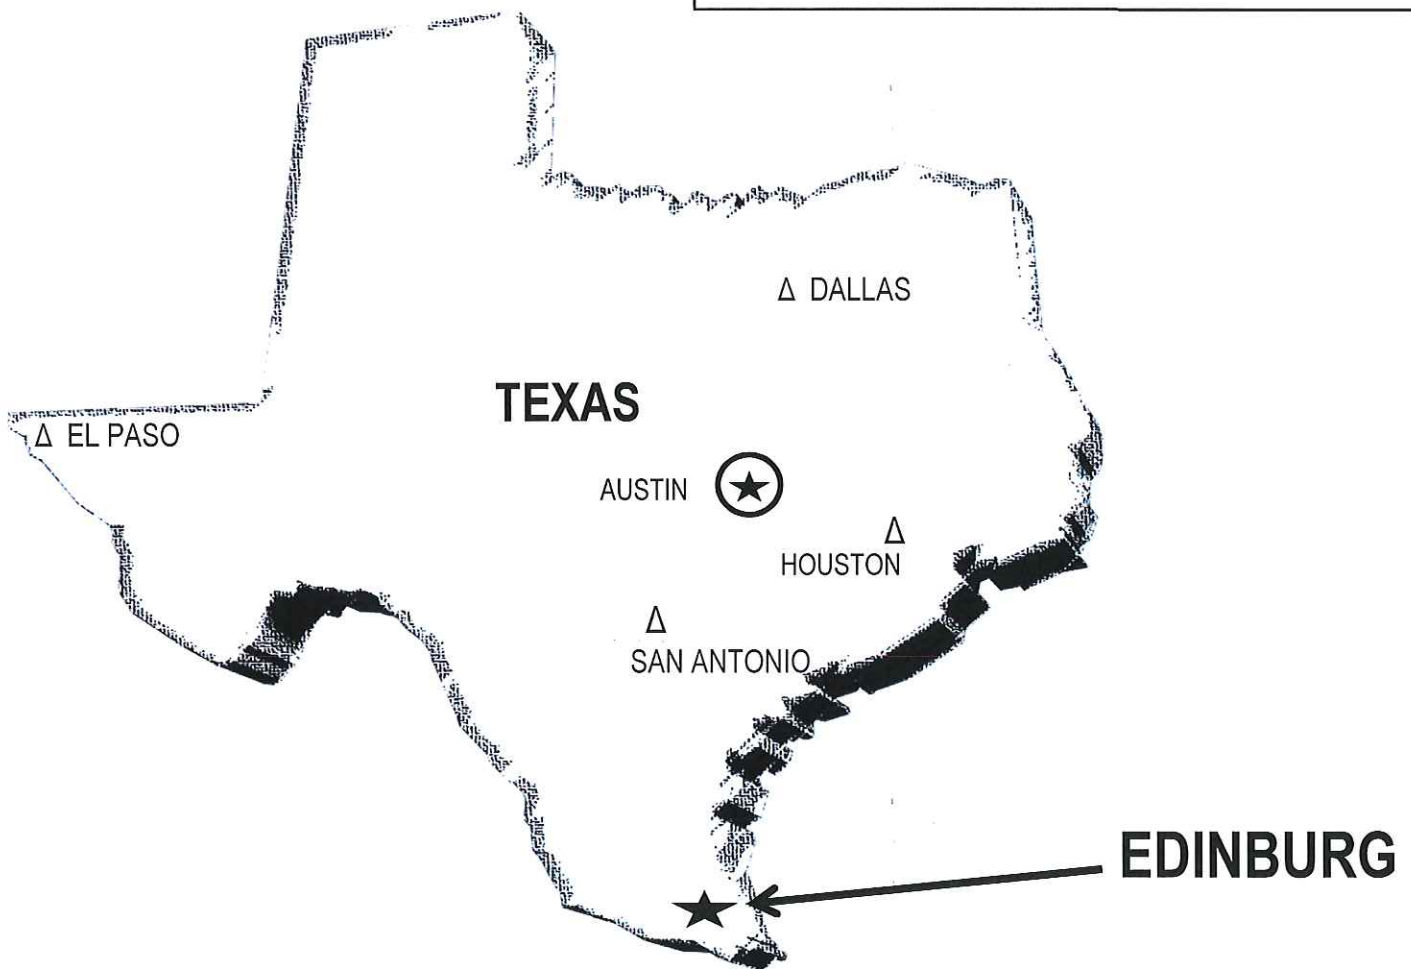 Δ DALLAS
TEXAS
Δ EL PASO
AUSTIN
Δ
HOUSTON
Δ
SAN ANTONIO
EDINBURG